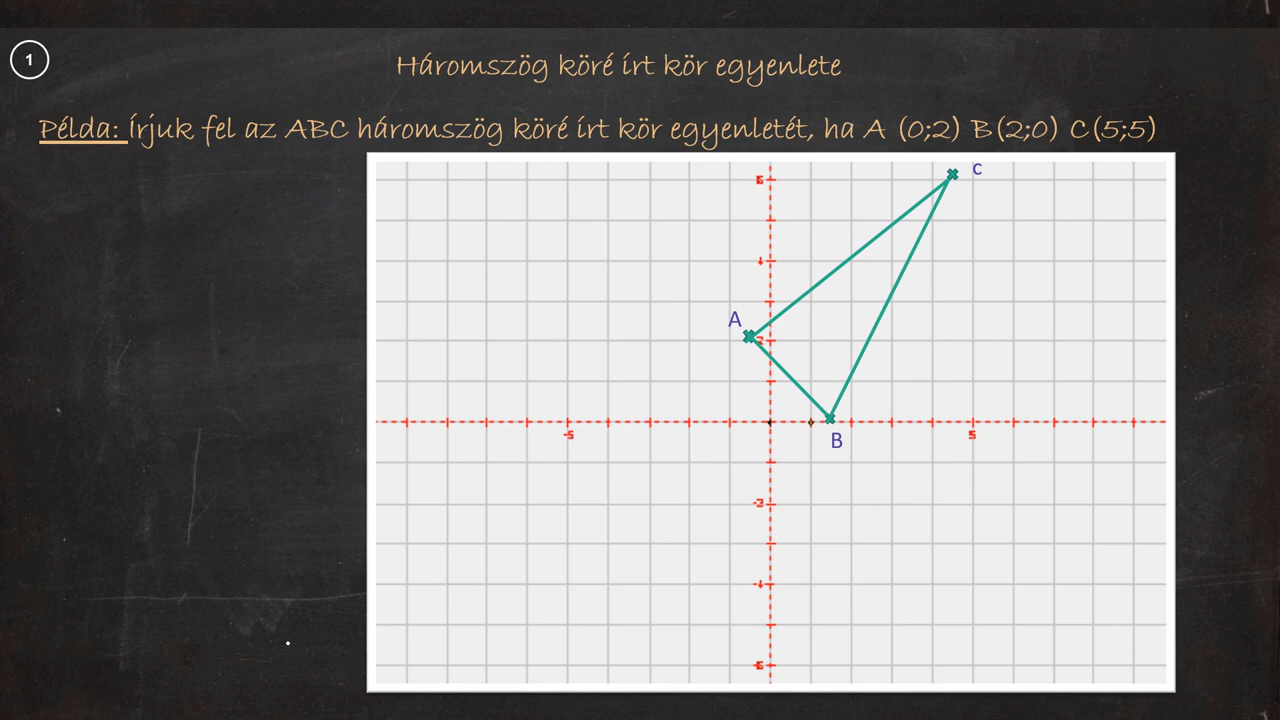 1
Háromszög köré írt kör egyenlete
Példa: Írjuk fel az ABC háromszög köré írt kör egyenletét, ha A (0;2) B(2;0) C(5;5)
C
A
B
-5
5
-2